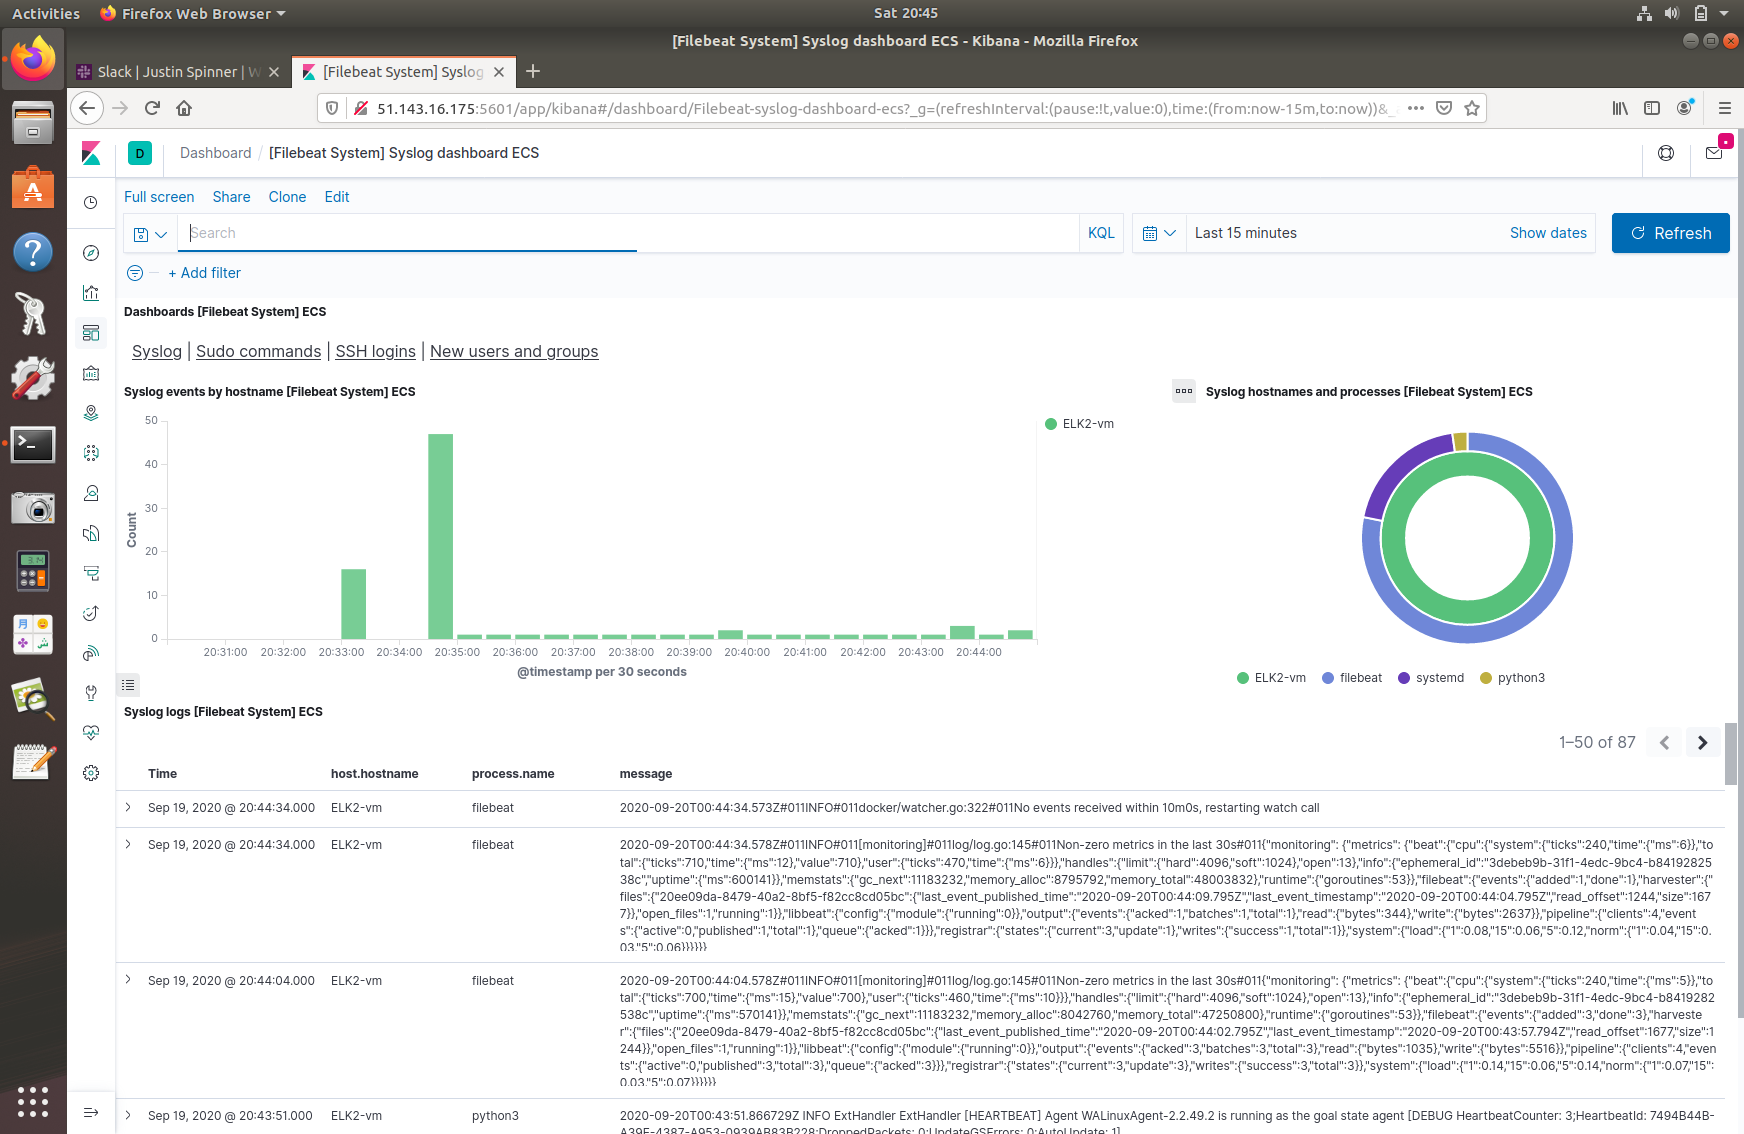 Activities Firefox Web Browser Sat 20:45
[Filebeat System] Syslog dashboard ECS - Kibana - Mozilla Firefox
Slack | Justin Spinner | W [Filebeat System] Syslog
51.143.16.175:5601/app/kibana#/dashboard/Filebeat-syslog-dashboard-ecs?_g=(refreshInterval:(pause:!t,value:0),time:(from:now-15m,to:now))&_
D Dashboard / [Filebeat System] Syslog dashboard ECS
Full screen Share Clone Edit
Search KQL Last 15 minutes Show dates Refresh
+ Add filter
Dashboards [Filebeat System] ECS
Syslog | Sudo commands | SSH logins | New users and groups
Syslog events by hostname [Filebeat System] ECS
50
40
30
20
10
0
Count
20:31:00 20:32:00 20:33:00 20:34:00 20:35:00 20:36:00 20:37:00 20:38:00 20:39:00 20:40:00 20:41:00 20:42:00 20:43:00 20:44:00
@timestamp per 30 seconds
ELK2-vm
Syslog hostnames and processes [Filebeat System] ECS
ELK2-vm filebeat systemd python3
Syslog logs [Filebeat System] ECS
1–50 of 87
Time host.hostname process.name message
Sep 19, 2020 @ 20:44:34.000 ELK2-vm filebeat 2020-09-20T00:44:34.573Z#011INFO#011docker/watcher.go:322#011No events received within 10m0s, restarting watch call
Sep 19, 2020 @ 20:44:34.000 ELK2-vm filebeat 2020-09-20T00:44:34.578Z#011INFO#011[monitoring]#011log/log.go:145#011Non-zero metrics in the last 30s#011{"monitoring": {"metrics": {"beat":{"cpu":{"system":{"ticks":240,"time":{"ms":6}},"to
tal":{"ticks":710,"time":{"ms":12},"value":710},"user":{"ticks":470,"time":{"ms":6}}},"handles":{"limit":{"hard":4096,"soft":1024},"open":13},"info":{"ephemeral_id":"3debeb9b-31f1-4edc-9bc4-b84192825
38c","uptime":{"ms":600141}},"memstats":{"gc_next":11183232,"memory_alloc":8795792,"memory_total":48003832},"runtime":{"goroutines":53}},"filebeat":{"events":{"added":1,"done":1},"harvester":{"
files":{"20ee09da-8479-40a2-8bf5-f82cc8cd05bc":{"last_event_published_time":"2020-09-20T00:44:09.795Z","last_event_timestamp":"2020-09-20T00:44:04.795Z","read_offset":1244,"size":167
7}},"open_files":1,"running":1}},"libbeat":{"config":{"module":{"running":0}},"output":{"events":{"acked":1,"batches":1,"total":1},"read":{"bytes":344},"write":{"bytes":2637}},"pipeline":{"clients":4,"even
ts":{"active":0,"published":1,"total":1},"queue":{"acked":1}}},"registrar":{"states":{"current":3,"update":1},"writes":{"success":1,"total":1}},"system":{"load":{"1":0.08,"15":0.06,"5":0.12,"norm":{"1":0.04,"15":0.
03,"5":0.06}}}}}}
Sep 19, 2020 @ 20:44:04.000 ELK2-vm filebeat 2020-09-20T00:44:04.578Z#011INFO#011[monitoring]#011log/log.go:145#011Non-zero metrics in the last 30s#011{"monitoring": {"metrics": {"beat":{"cpu":{"system":{"ticks":240,"time":{"ms":5}},"to
tal":{"ticks":700,"time":{"ms":15},"value":700},"user":{"ticks":460,"time":{"ms":10}}},"handles":{"limit":{"hard":4096,"soft":1024},"open":13},"info":{"ephemeral_id":"3debeb9b-31f1-4edc-9bc4-b8419282
538c","uptime":{"ms":570141}},"memstats":{"gc_next":11183232,"memory_alloc":8042760,"memory_total":47250800},"runtime":{"goroutines":53}},"filebeat":{"events":{"added":3,"done":3},"harveste
r":{"files":{"20ee09da-8479-40a2-8bf5-f82cc8cd05bc":{"last_event_published_time":"2020-09-20T00:44:02.795Z","last_event_timestamp":"2020-09-20T00:43:57.794Z","read_offset":1677,"size":1
244}},"open_files":1,"running":1}},"libbeat":{"config":{"module":{"running":0}},"output":{"events":{"acked":3,"batches":3,"total":3},"read":{"bytes":1035},"write":{"bytes":5516}},"pipeline":{"clients":4,"even
ts":{"active":0,"published":3,"total":3},"queue":{"acked":3}}},"registrar":{"states":{"current":3,"update":3},"writes":{"success":3,"total":3}},"system":{"load":{"1":0.14,"15":0.06,"5":0.14,"norm":{"1":0.07,"15":
0.03,"5":0.07}}}}}}
Sep 19, 2020 @ 20:43:51.000 ELK2-vm python3 2020-09-20T00:43:51.866729Z INFO ExtHandler ExtHandler [HEARTBEAT] Agent WALinuxAgent-2.2.49.2 is running as the goal state agent [DEBUG HeartbeatCounter: 3;HeartbeatId: 7494B44B-
A39E-4387-A953-0939AB83B228;DroppedPackets: 0;UpdateGSErrors: 0;AutoUpdate: 1]